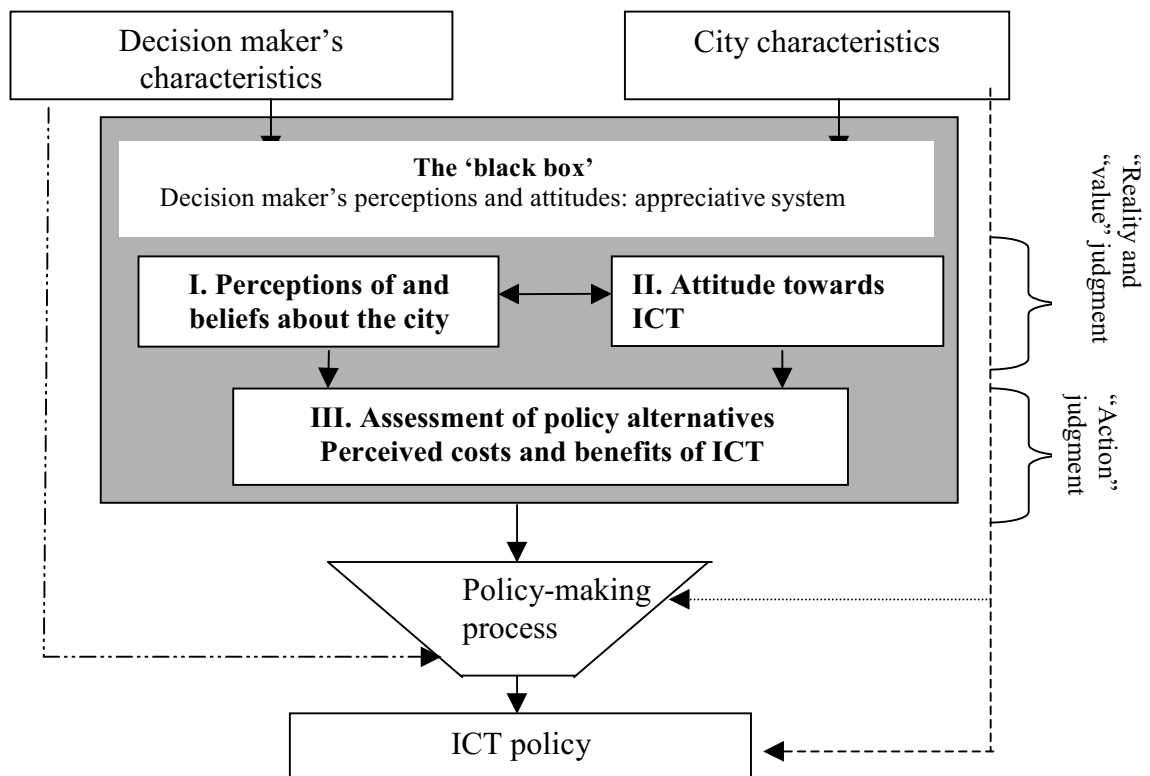 Decision maker's
characteristics
City characteristics
The ‘black box’
Decision maker’s perceptions and attitudes: appreciative system
I. Perceptions of and
beliefs about the city
II. Attitude towards
ICT
III. Assessment of policy alternatives
Perceived costs and benefits of ICT
“Reality and
“value” judgment
“Action”
judgment
Policy-making
process
ICT policy